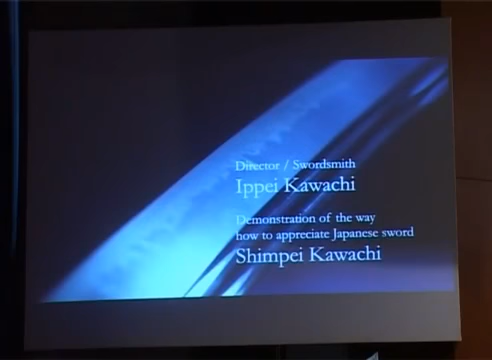 Director / Swordsmith
Ippei Kawachi
Demonstration of the way
how to appreciate Japanese sword
Shimpei Kawachi